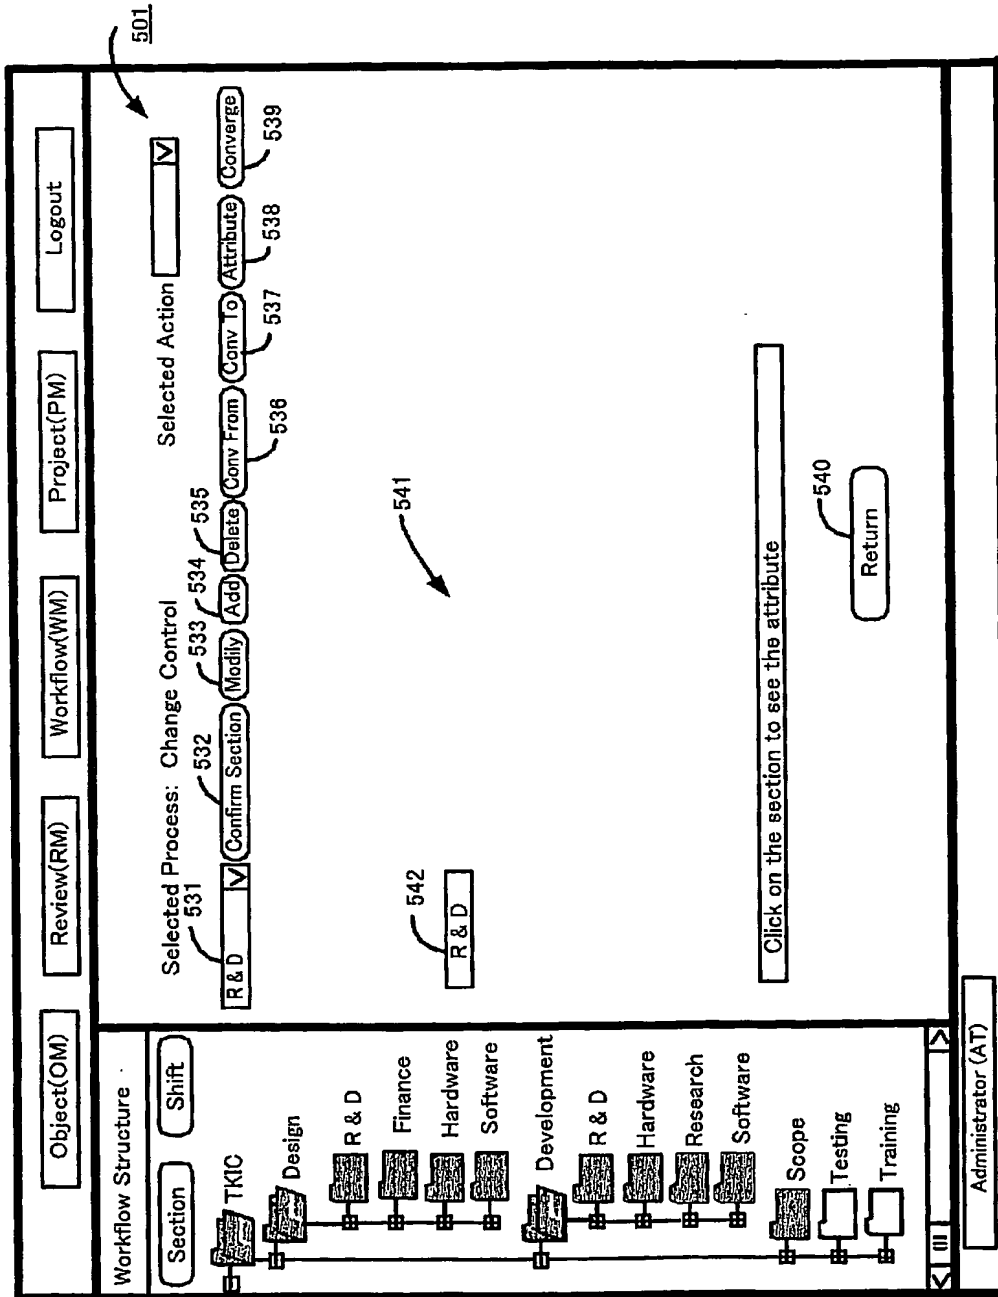 501
Object(OM) Review(RM) Workflow(WM) Project(PM) Logout
Workflow Structure
Section Shift
TKIC
Design
R & D
Finance
Hardware
Software
Development
R & D
Hardware
Research
Software
Scope
Testing
Training
Selected Process: Change Control Selected Action
531 532 533 534 535
R & D Confirm Section Modily Add Delete Conv From Conv To Attribute Converge
536 537 538 539
541
542
R & D
Click on the section to see the attribute
540
Return
Administrator (AT)